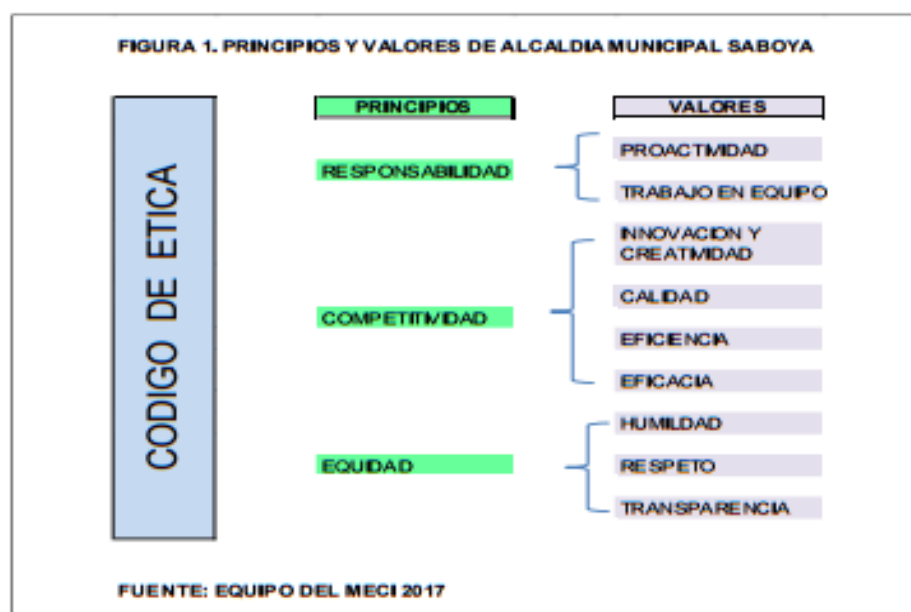 FIGURA 1. PRINCIPIOS Y VALORES DE ALCALDIA MUNICIPAL SABOYA
CODIGO DE ETICA
PRINCIPIOS
VALORES
RESPONSABILIDAD
PROACTIVIDAD
TRABAJO EN EQUIPO
COMPETITIVIDAD
INNOVACION Y
CREATIVIDAD
CALIDAD
EFICIENCIA
EFICACIA
EQUIDAD
HUMILDAD
RESPETO
TRANSPARENCIA
FUENTE: EQUIPO DEL MECI 2017